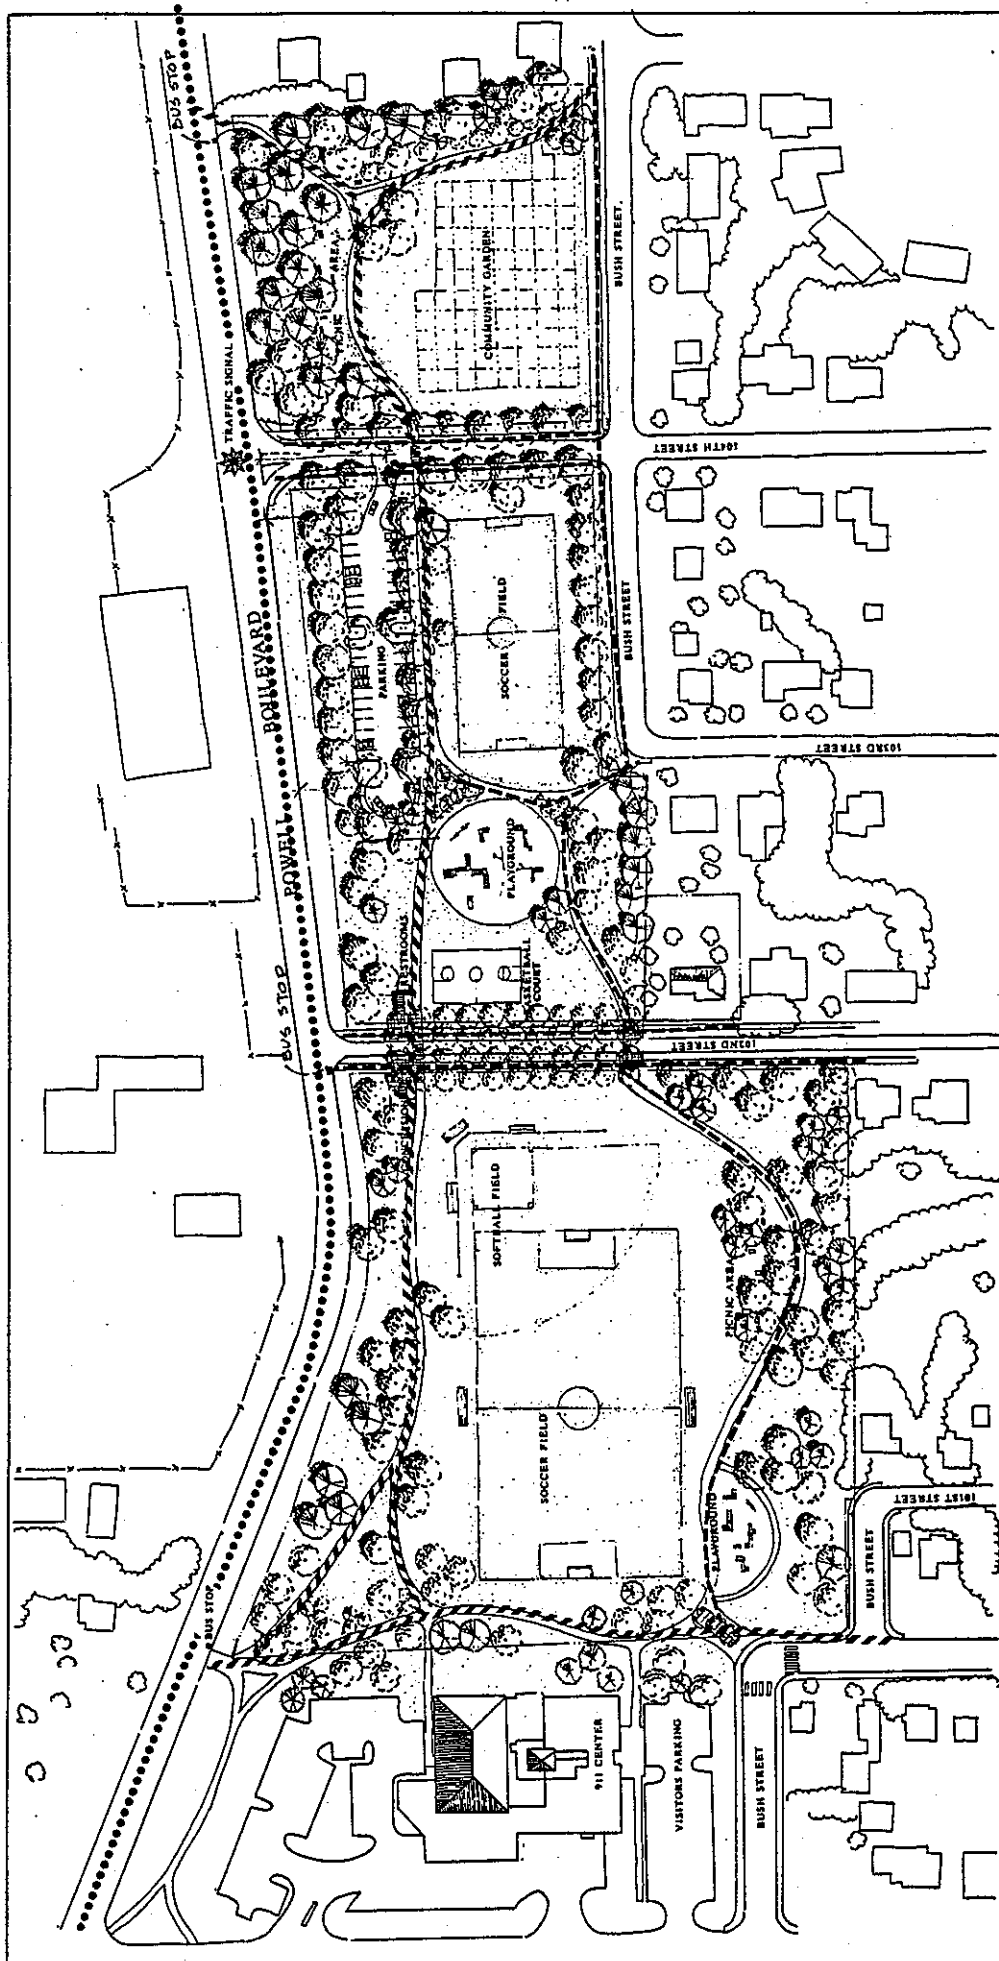 BUS STOP
TRAFFIC SIGNAL
PICNIC
AREA
COMMUNITY GARDEN
BUSH STREET
104TH STREET
POWELL BOULEVARD
PARKING
SOCCER FIELD
BUSH STREET
103RD STREET
PLAYGROUND
RESTROOMS
BASKETBALL
COURT
BUS STOP
102ND STREET
SOFTBALL FIELD
PICNIC AREA
SOCCER FIELD
PLAYGROUND
101ST STREET
BUSH STREET
BUS STOP
911 CENTER
VISITORS PARKING
BUSH STREET